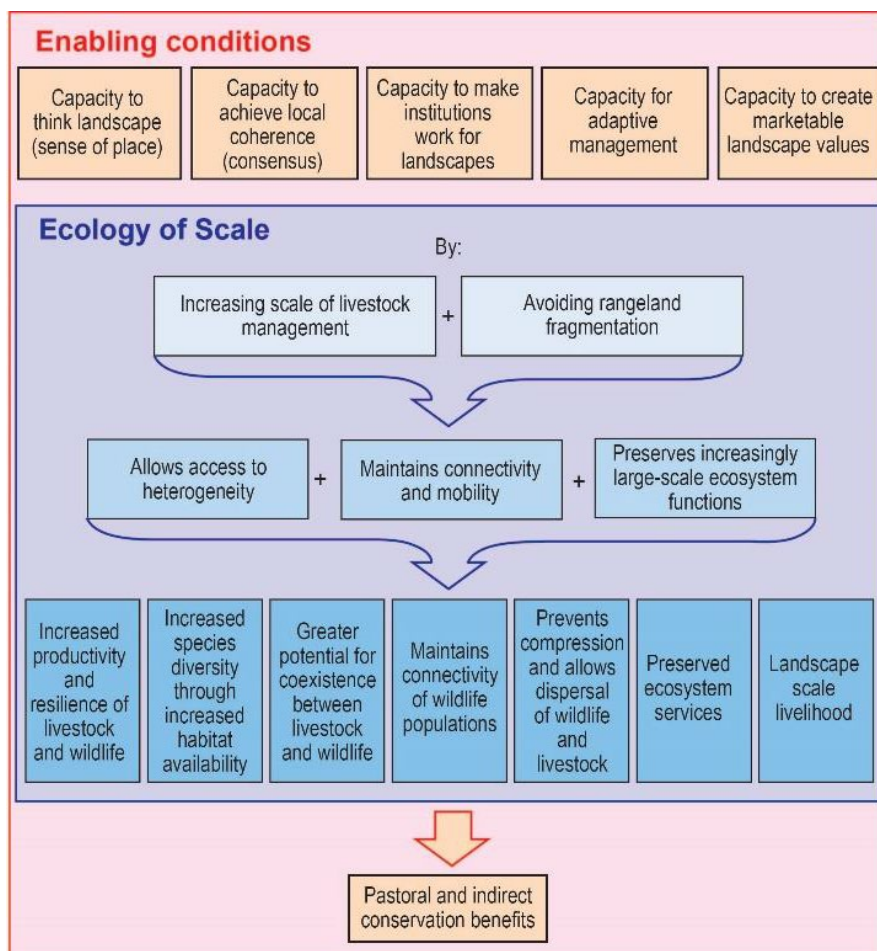 Enabling conditions
Capacity to
think landscape
(sense of place)
Capacity to
achieve local
coherence
(consensus)
Capacity to make
institutions
work for
landscapes
Capacity for
adaptive
management
Capacity to create
marketable
landscape values
Ecology of Scale
By:
Increasing scale of livestock
management
+
Avoiding rangeland
fragmentation
Allows access to
heterogeneity
+
Maintains connectivity
and mobility
+
Preserves increasingly
large-scale ecosystem
functions
Increased
productivity
and
resilience of
livestock
and wildlife
Increased
species
diversity
through
increased
habitat
availability
Greater
potential for
coexistence
between
livestock
and wildlife
Maintains
connectivity
of wildlife
populations
Prevents
compression
and allows
dispersal
of wildlife
and
livestock
Preserved
ecosystem
services
Landscape
scale
livelihood
Pastoral and indirect
conservation benefits